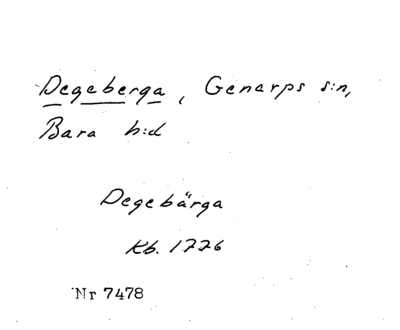 Degeberga, Genarps s:n,
Bara h:d
Degebärga
Kb. 1776
Nr 7478